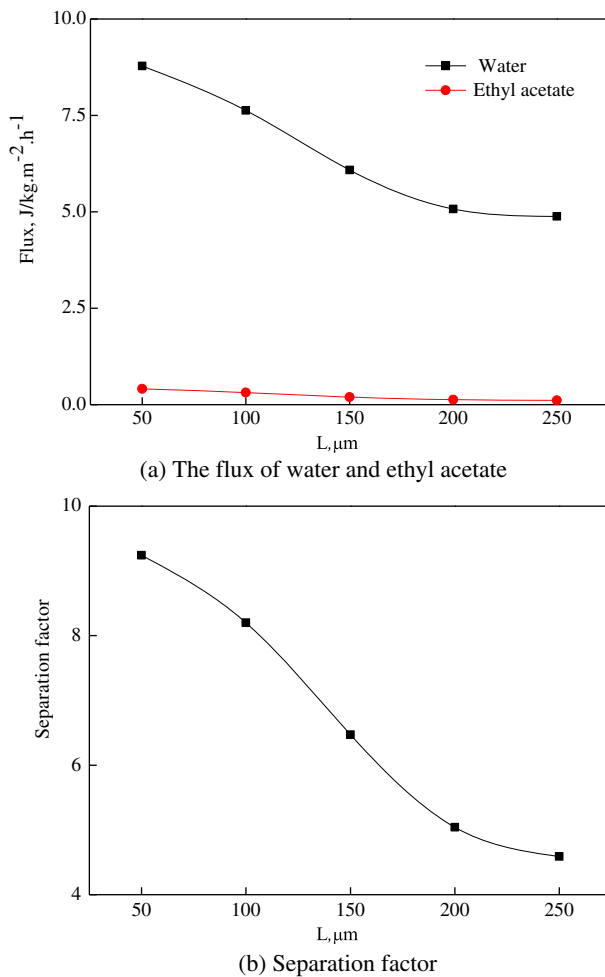 10.0
7.5
5.0
2.5
0.0
Flux, J/kg.m⁻².h⁻¹
Water
Ethyl acetate
50 100 150 200 250
L,μm
(a) The flux of water and ethyl acetate
10
8
6
4
Separation factor
50 100 150 200 250
L,μm
(b) Separation factor